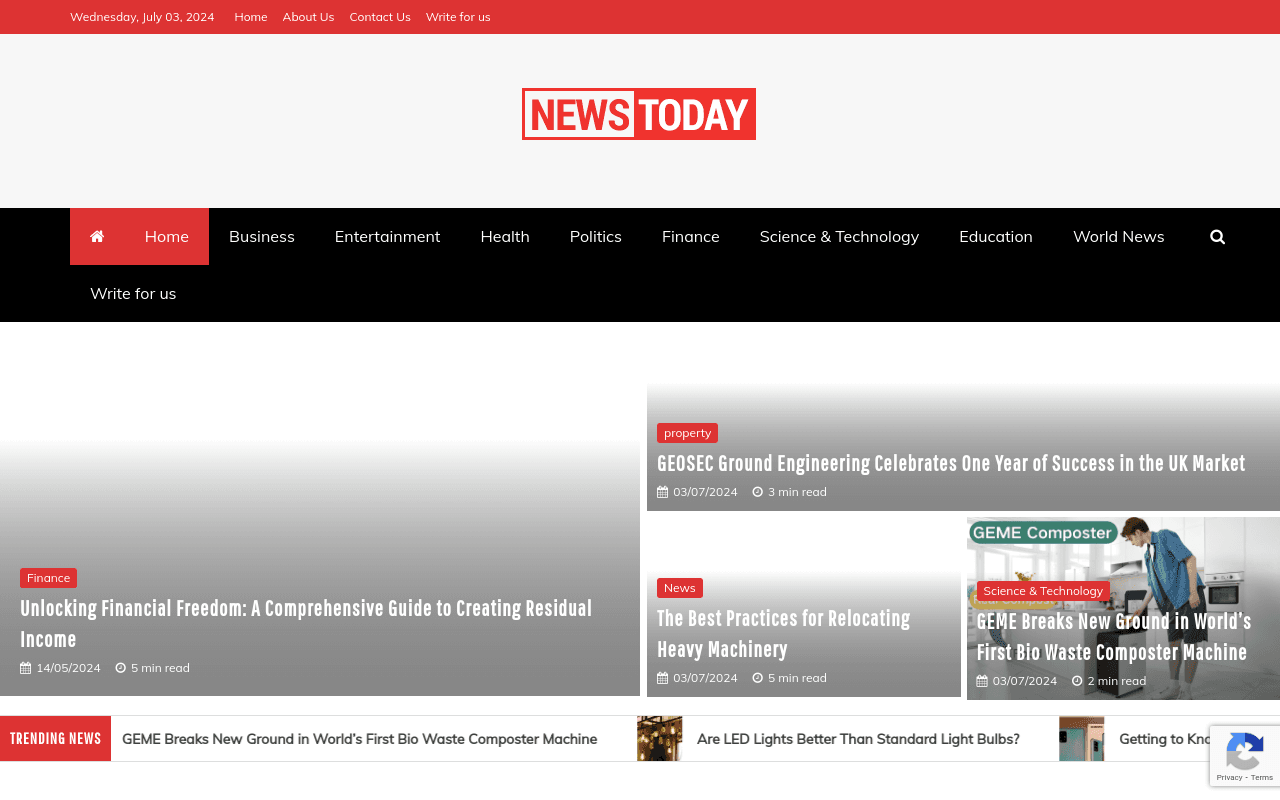 Wednesday, July 03, 2024 Home About Us Contact Us Write for us
NEWS TODAY
Home Business Entertainment Health Politics Finance Science & Technology Education World News
Write for us
Finance
Unlocking Financial Freedom: A Comprehensive Guide to Creating Residual
Income
14/05/2024 5 min read
property
GEOSEC Ground Engineering Celebrates One Year of Success in the UK Market
03/07/2024 3 min read
News
The Best Practices for Relocating
Heavy Machinery
03/07/2024 5 min read
GEME Composter
Science & Technology
GEME Breaks New Ground in World's
First Bio Waste Composter Machine
03/07/2024 2 min read
TRENDING NEWS GEME Breaks New Ground in World's First Bio Waste Composter Machine Are LED Lights Better Than Standard Light Bulbs? Getting to
Privacy - Terms